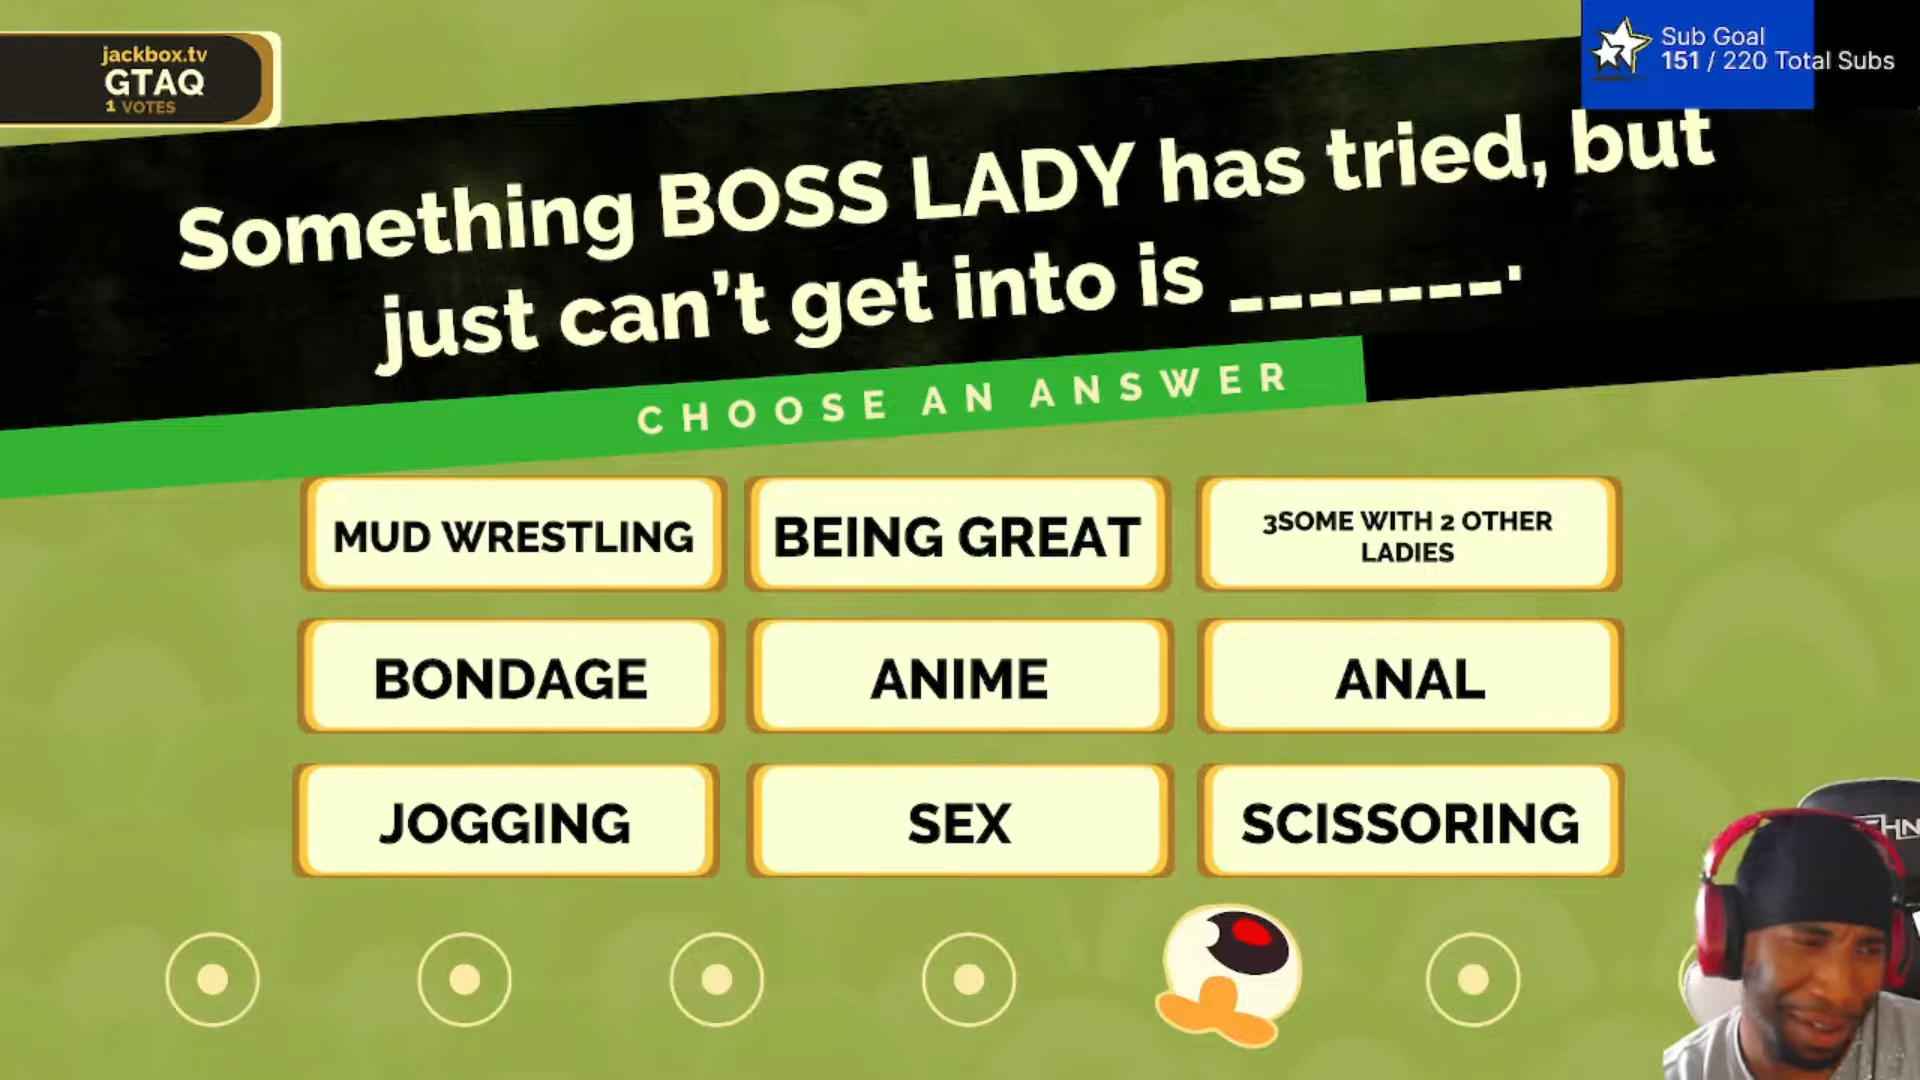 jackbox.tv
GTAQ
1 VOTES
Sub Goal
151 / 220 Total Subs
Something BOSS LADY has tried, but
just can't get into is _______.
CHOOSE AN ANSWER
MUD WRESTLING
BEING GREAT
3SOME WITH 2 OTHER
LADIES
BONDAGE
ANIME
ANAL
JOGGING
SEX
SCISSORING